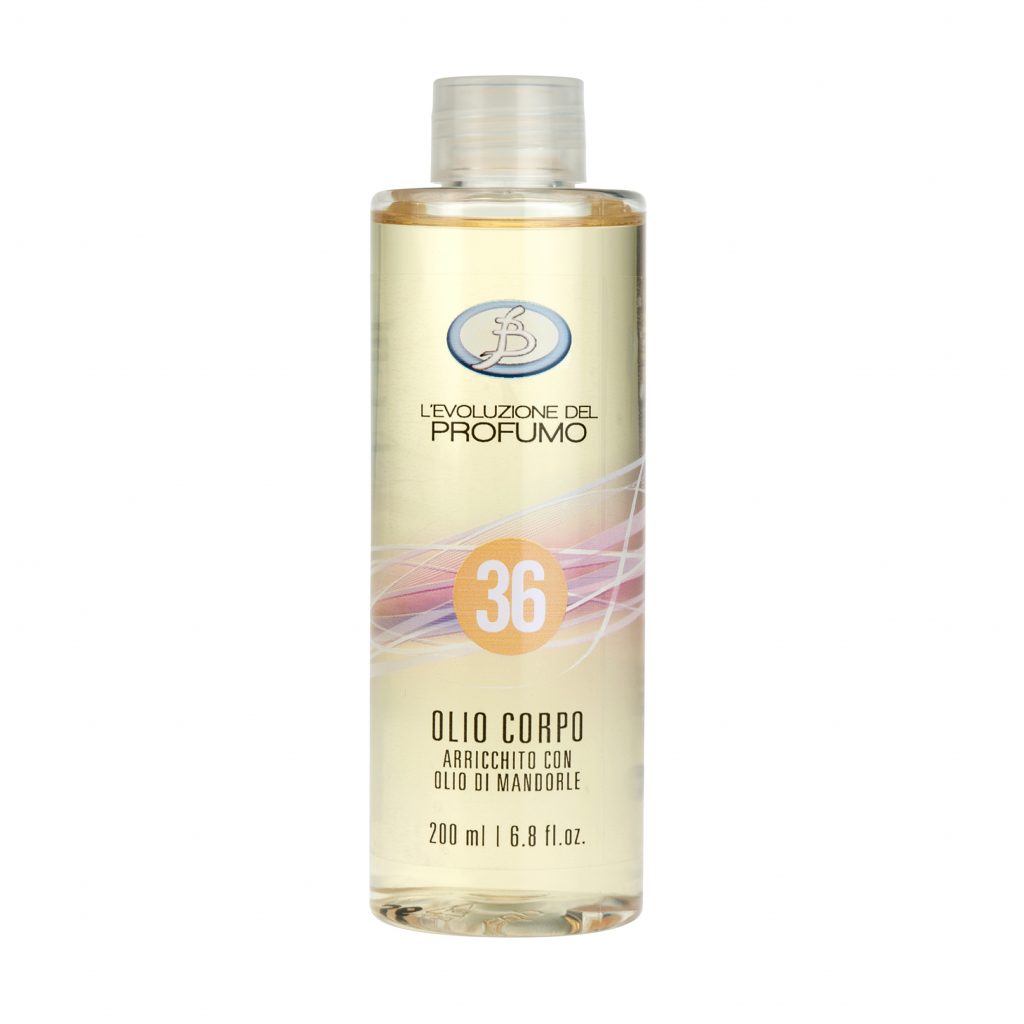 L'EVOLUZIONE DEL
PROFUMO
36
OLIO CORPO
ARRICCHITO CON
OLIO DI MANDORLE
200 ml | 6.8 fl.oz.